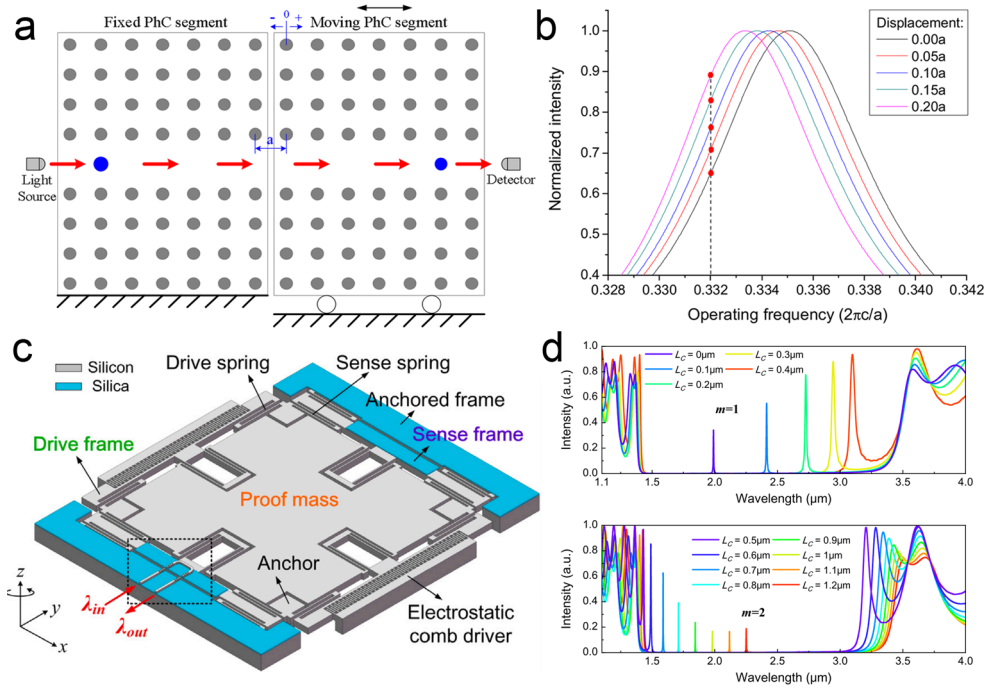 a
Fixed PhC segment
Moving PhC segment
- 0 +
a
Light
Source
Detector
b
Displacement:
0.00a
0.05a
0.10a
0.15a
0.20a
Normalized intensity
1.0
0.9
0.8
0.7
0.6
0.5
0.4
0.328 0.330 0.332 0.334 0.336 0.338 0.340 0.342
Operating frequency (2πc/a)
c
Silicon
Silica
Drive spring
Sense spring
Anchored frame
Sense frame
Drive frame
Proof mass
Anchor
Electrostatic
comb driver
λin
λout
z
y
x
d
LC = 0μm
LC = 0.1μm
LC = 0.2μm
LC = 0.3μm
LC = 0.4μm
m=1
Intensity (a.u.)
1.0
0.8
0.6
0.4
0.2
0.0
1.1 1.5 2.0 2.5 3.0 3.5 4.0
Wavelength (μm)
LC = 0.5μm
LC = 0.6μm
LC = 0.7μm
LC = 0.8μm
LC = 0.9μm
LC = 1μm
LC = 1.1μm
LC = 1.2μm
m=2
Intensity (a.u.)
1.0
0.8
0.6
0.4
0.2
0.0
1.5 2.0 2.5 3.0 3.5 4.0
Wavelength (μm)